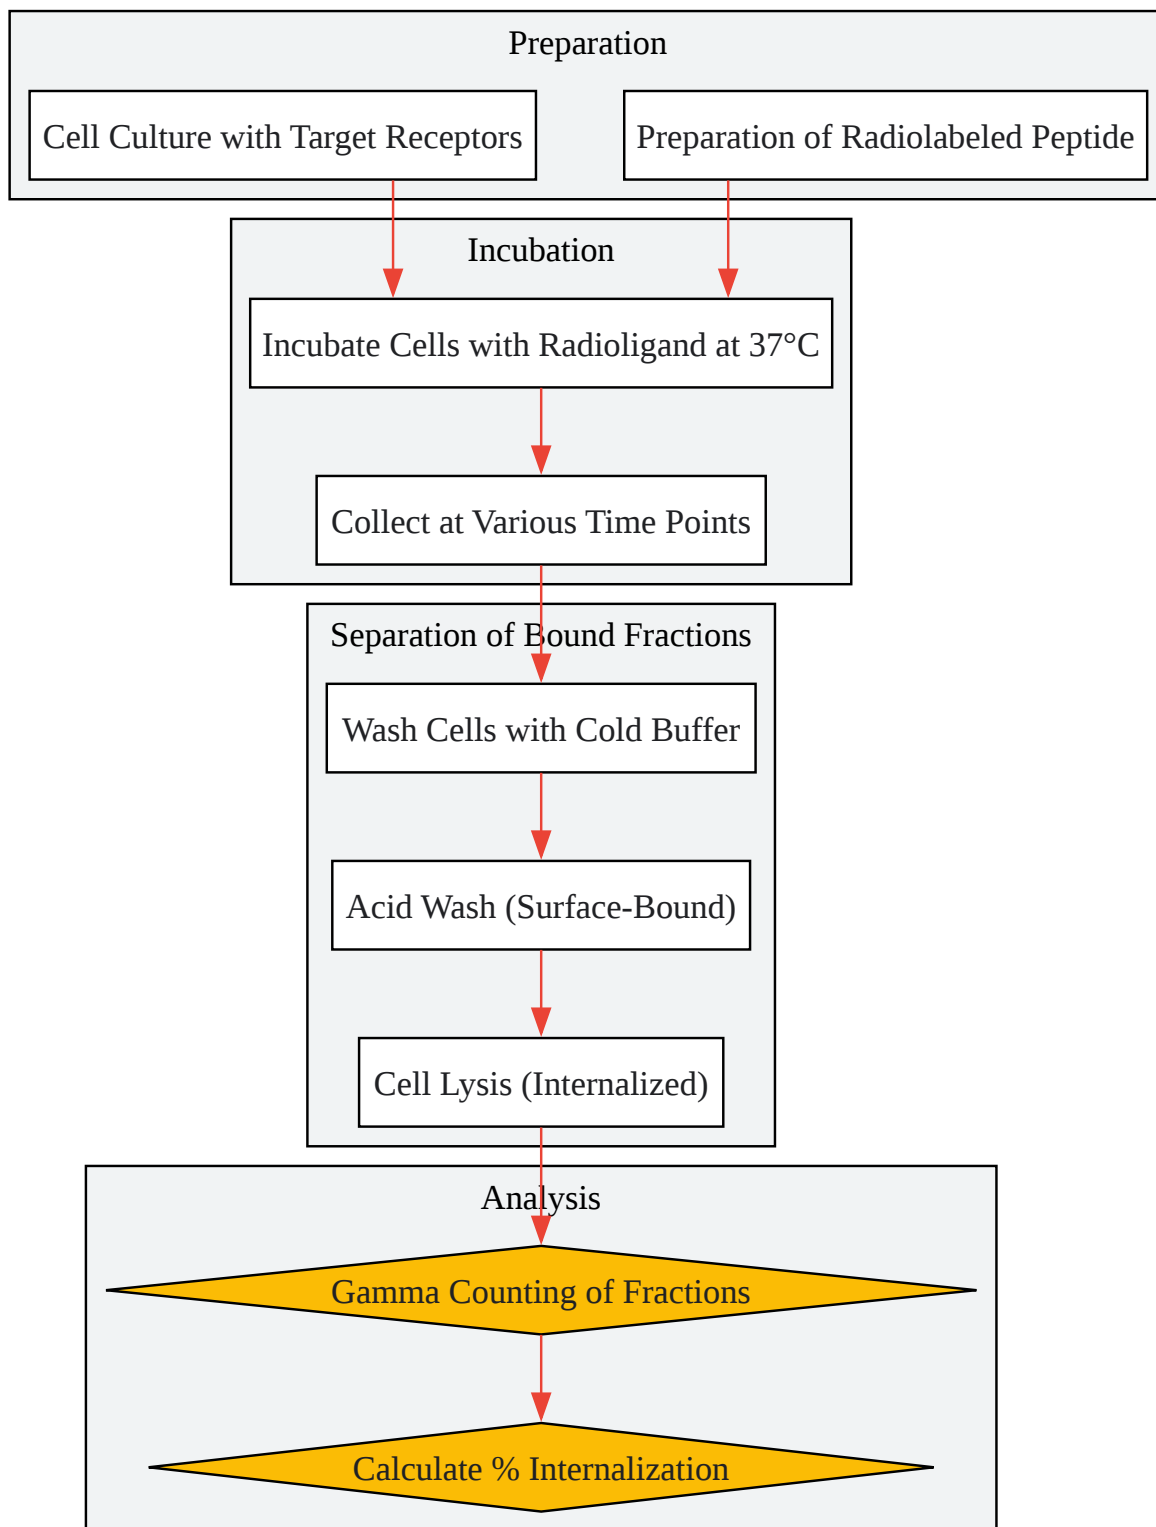 Preparation
Cell Culture with Target Receptors
Preparation of Radiolabeled Peptide
Incubation
Incubate Cells with Radioligand at 37°C
Collect at Various Time Points
Separation of Bound Fractions
Wash Cells with Cold Buffer
Acid Wash (Surface-Bound)
Cell Lysis (Internalized)
Analysis
Gamma Counting of Fractions
Calculate % Internalization